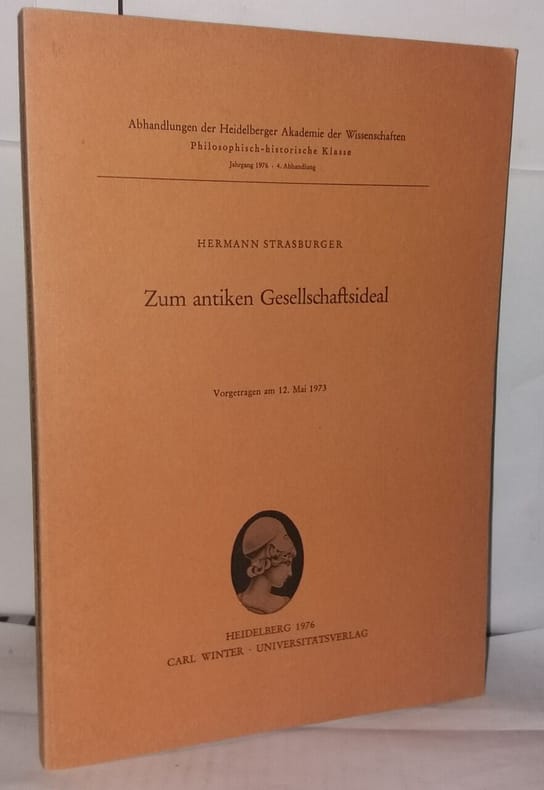 Abhandlungen der Heidelberger Akademie der Wissenschaften
Philosophisch-historische Klasse
Jahrgang 1976 · 4. Abhandlung
HERMANN STRASBURGER
Zum antiken Gesellschaftsideal
Vorgetragen am 12. Mai 1973
HEIDELBERG 1976
CARL WINTER · UNIVERSITÄTSVERLAG